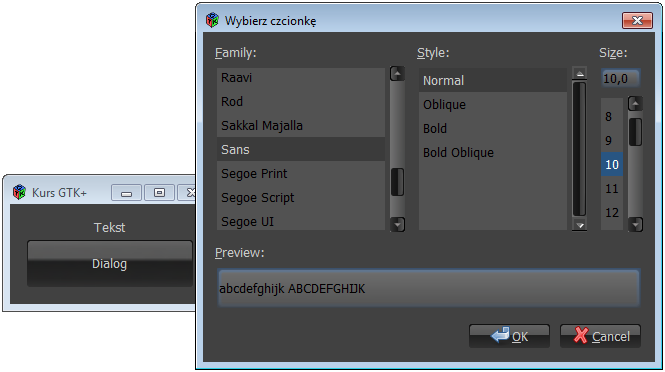 Wybierz czcionkę
Family:
Raavi
Rod
Sakkal Majalla
Sans
Segoe Print
Segoe Script
Segoe UI
Style:
Normal
Oblique
Bold
Bold Oblique
Size:
10,0
8
9
10
11
12
Preview:
abcdefghijk ABCDEFGHIJK
OK
Cancel
Kurs GTK+
Tekst
Dialog